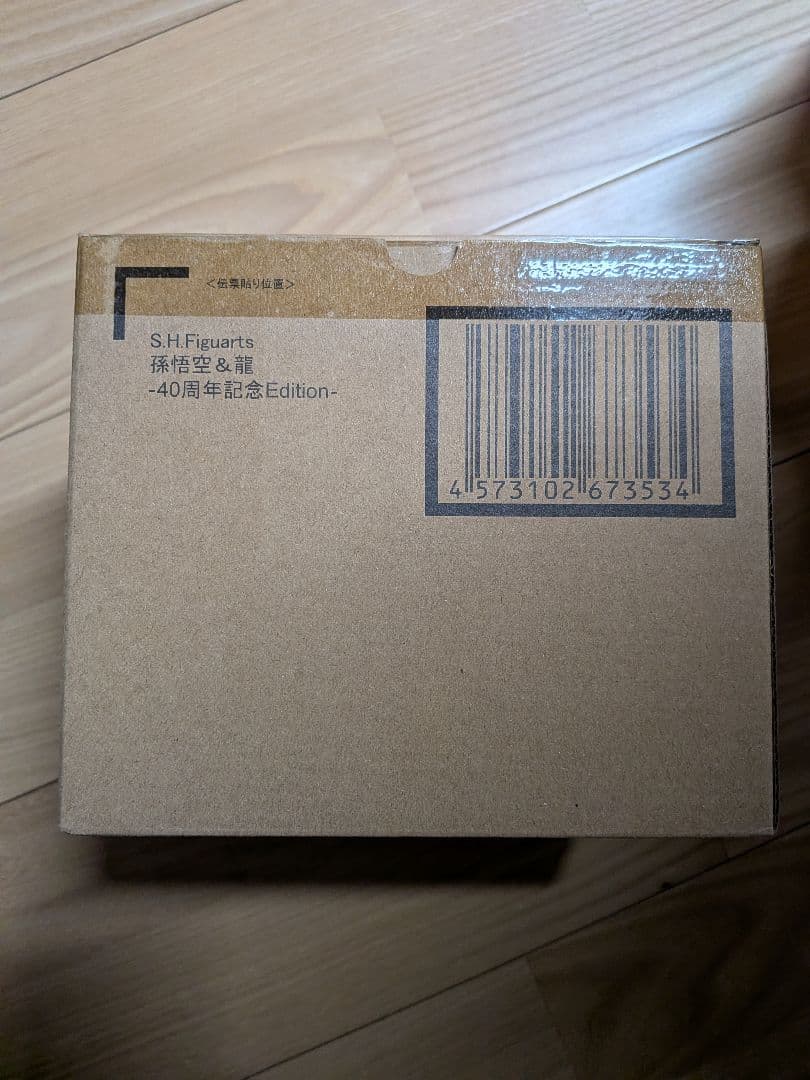 ＜伝票貼り位置＞
S.H.Figuarts
孫悟空＆龍
-40周年記念Edition-
4 573102 673534